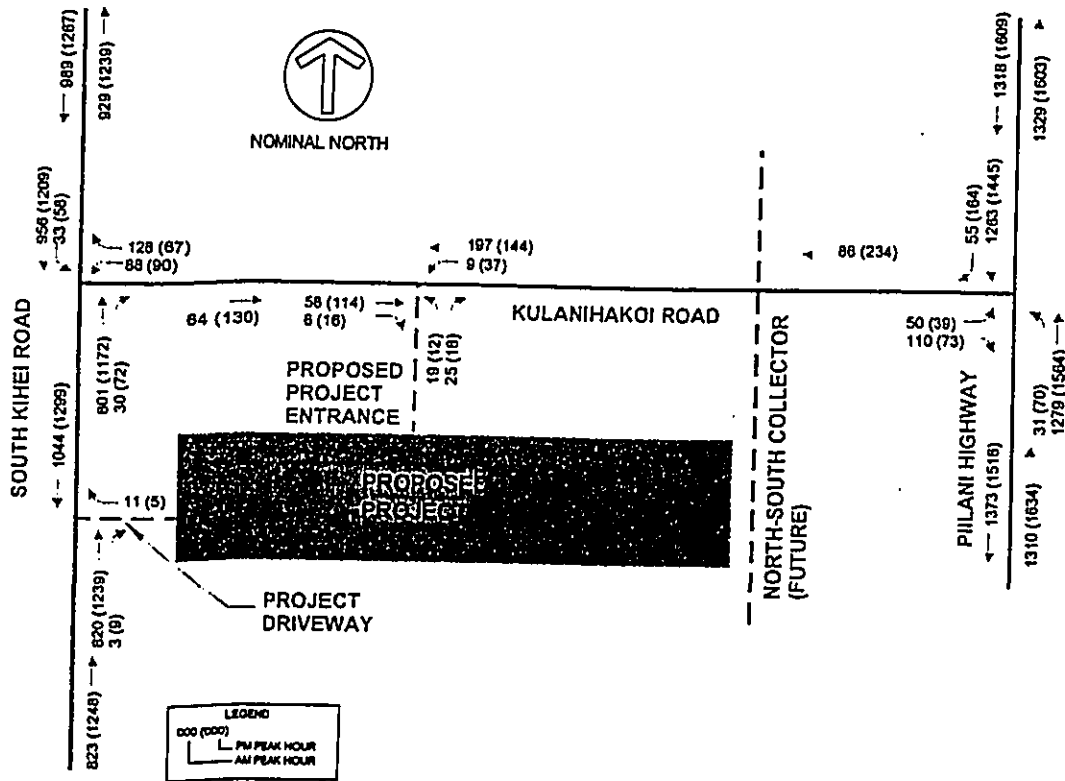 989 (1267)
929 (1239)
NOMINAL NORTH
1318 (1609)
1329 (1603)
956 (1209)
33 (58)
128 (67)
88 (90)
197 (144)
9 (37)
86 (234)
55 (164)
1263 (1445)
SOUTH KIHEI ROAD
801 (1172)
30 (72)
64 (130)
58 (114)
8 (16)
19 (12)
25 (18)
KULANIHAKOI ROAD
50 (39)
110 (73)
31 (70)
1279 (1564)
PROPOSED
PROJECT
ENTRANCE
NORTH-SOUTH COLLECTOR
(FUTURE)
PIILANI HIGHWAY
1044 (1299)
1373 (1518)
1310 (1634)
11 (5)
PROPOSED
PROJECT
820 (1239)
3 (9)
PROJECT
DRIVEWAY
823 (1248)
LEGEND
000 (000)
PM PEAK HOUR
AM PEAK HOUR